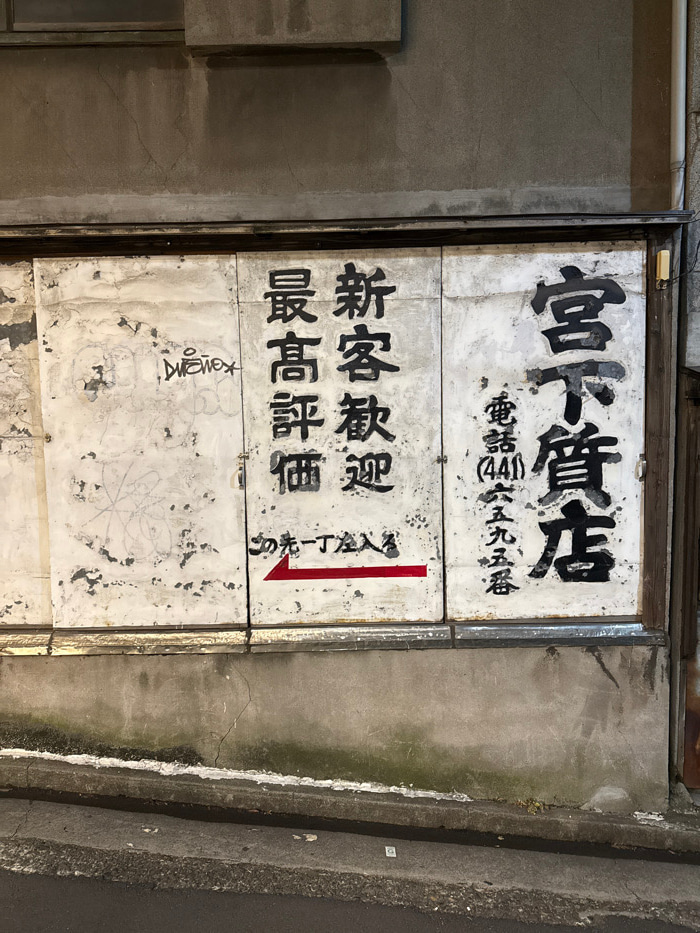 宮下質店
電話(441)六五九五番
新客歓迎
最高評価
この先一丁左入る